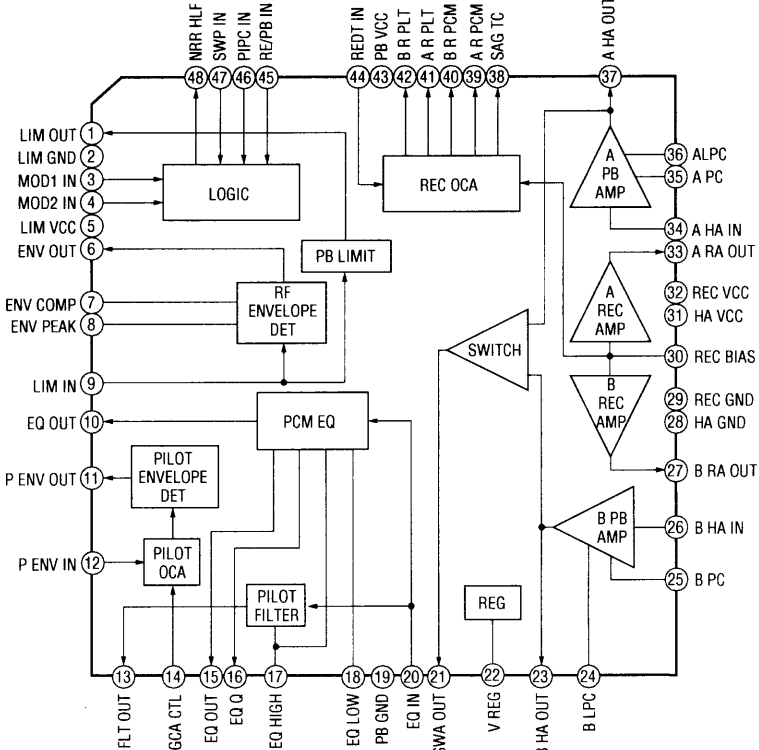 NRR HLF
SWP IN
PIPC IN
RE/PB IN
REDT IN
PB VCC
B R PLT
A R PLT
B R PCM
A R PCM
SAG TC
A HA OUT
48
47
46
45
44
43
42
41
40
39
38
37
LIM OUT 1
LIM GND 2
MOD1 IN 3
MOD2 IN 4
LIM VCC 5
ENV OUT 6
ENV COMP 7
ENV PEAK 8
LIM IN 9
EQ OUT 10
P ENV OUT 11
P ENV IN 12
LOGIC
REC OCA
A
PB
AMP
PB LIMIT
RF
ENVELOPE
DET
A
REC
AMP
SWITCH
B
REC
AMP
PCM EQ
PILOT
ENVELOPE
DET
B PB
AMP
PILOT
OCA
PILOT
FILTER
REG
36 ALPC
35 A PC
34 A HA IN
33 A RA OUT
32 REC VCC
31 HA VCC
30 REC BIAS
29 REC GND
28 HA GND
27 B RA OUT
26 B HA IN
25 B PC
13
14
15
16
17
18
19
20
21
22
23
24
FLT OUT
GCA CTL
EQ OUT
EQ Q
EQ HIGH
EQ LOW
PB GND
EQ IN
SWA OUT
V REG
B HA OUT
B LPC